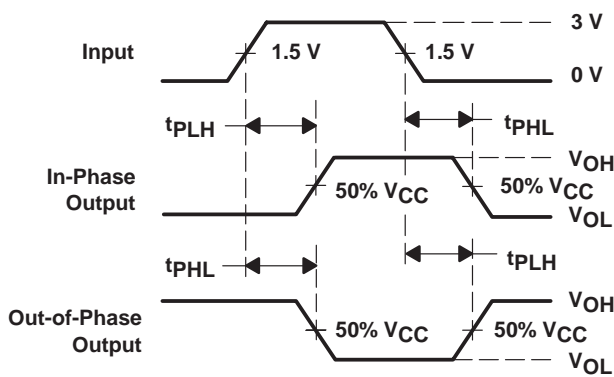 3 V
Input
1.5 V
1.5 V
0 V
tPLH
tPHL
In-Phase
Output
VOH
50% VCC
50% VCC
VOL
tPHL
tPLH
Out-of-Phase
Output
VOH
50% VCC
50% VCC
VOL